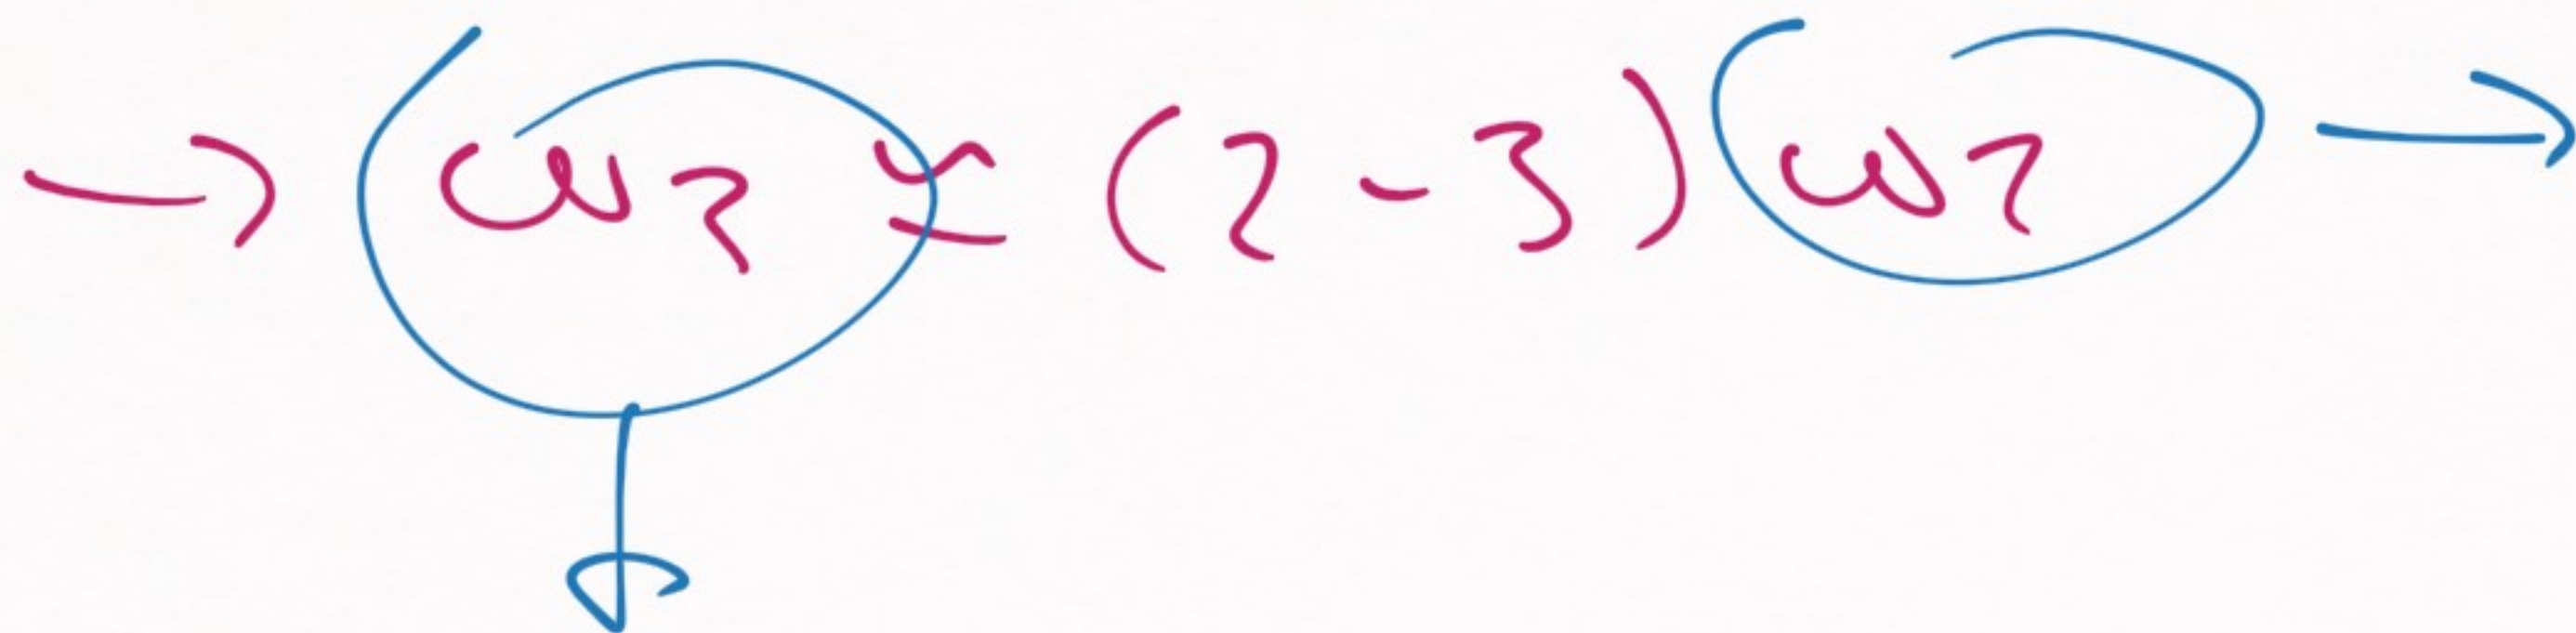 → ω₂ ≃ (2-3) ω₂ →